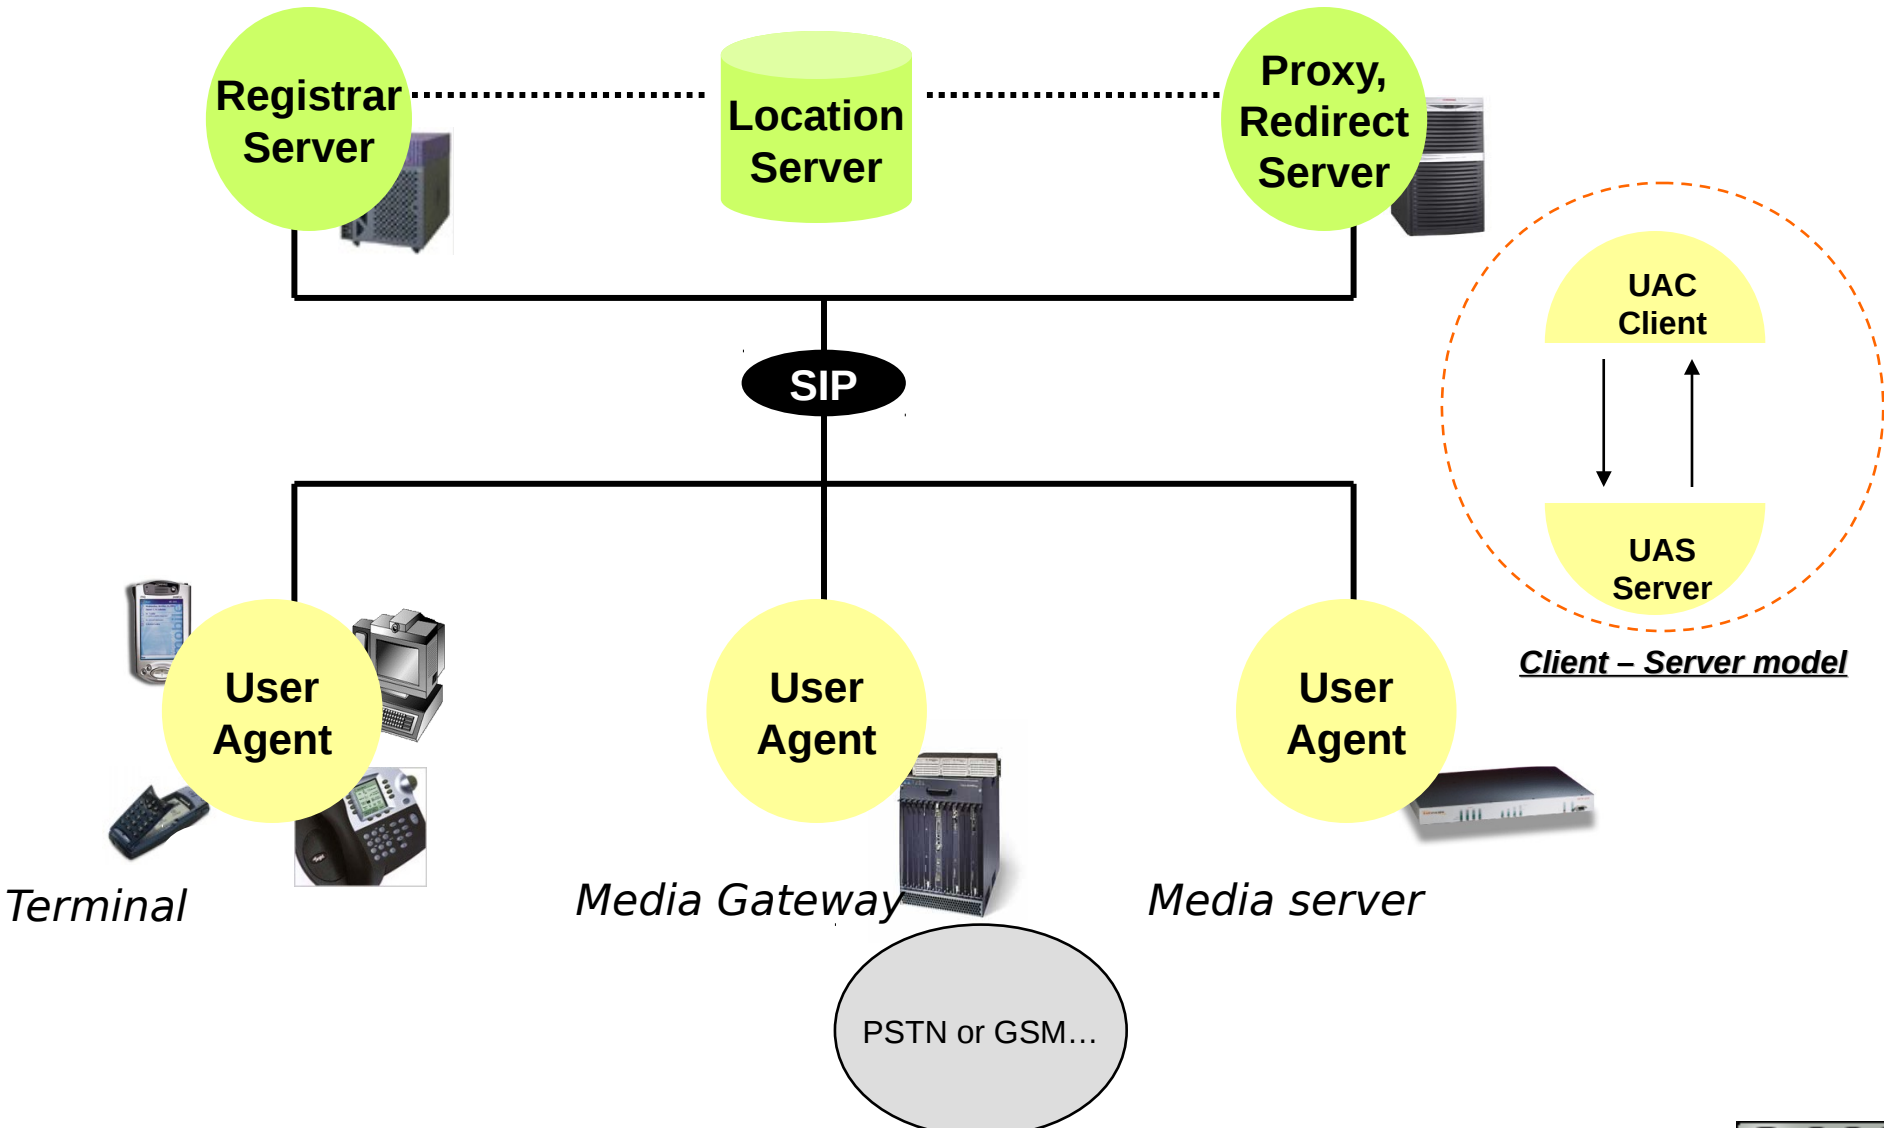 Registrar
Server
Location
Server
Proxy,
Redirect
Server
UAC
Client
SIP
UAS
Server
Client – Server model
User
Agent
User
Agent
User
Agent
Terminal
Media Gateway
Media server
PSTN or GSM…